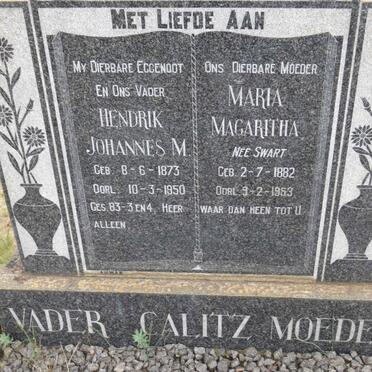 MET LIEFDE AAN
MY DIERBARE EGGENOOT
EN ONS VADER
HENDRIK
JOHANNES M.
GEB. 8-6-1873
OORL. 10-3-1950
GES. 83-3 EN 4. HEER
ALLEEN
ONS DIERBARE MOEDER
MARIA
MAGARITHA
NEE SWART
GEB. 2-7-1882
OORL. 9-2-1953
WAAR DAN HEEN TOT U
VADER CALITZ MOEDE